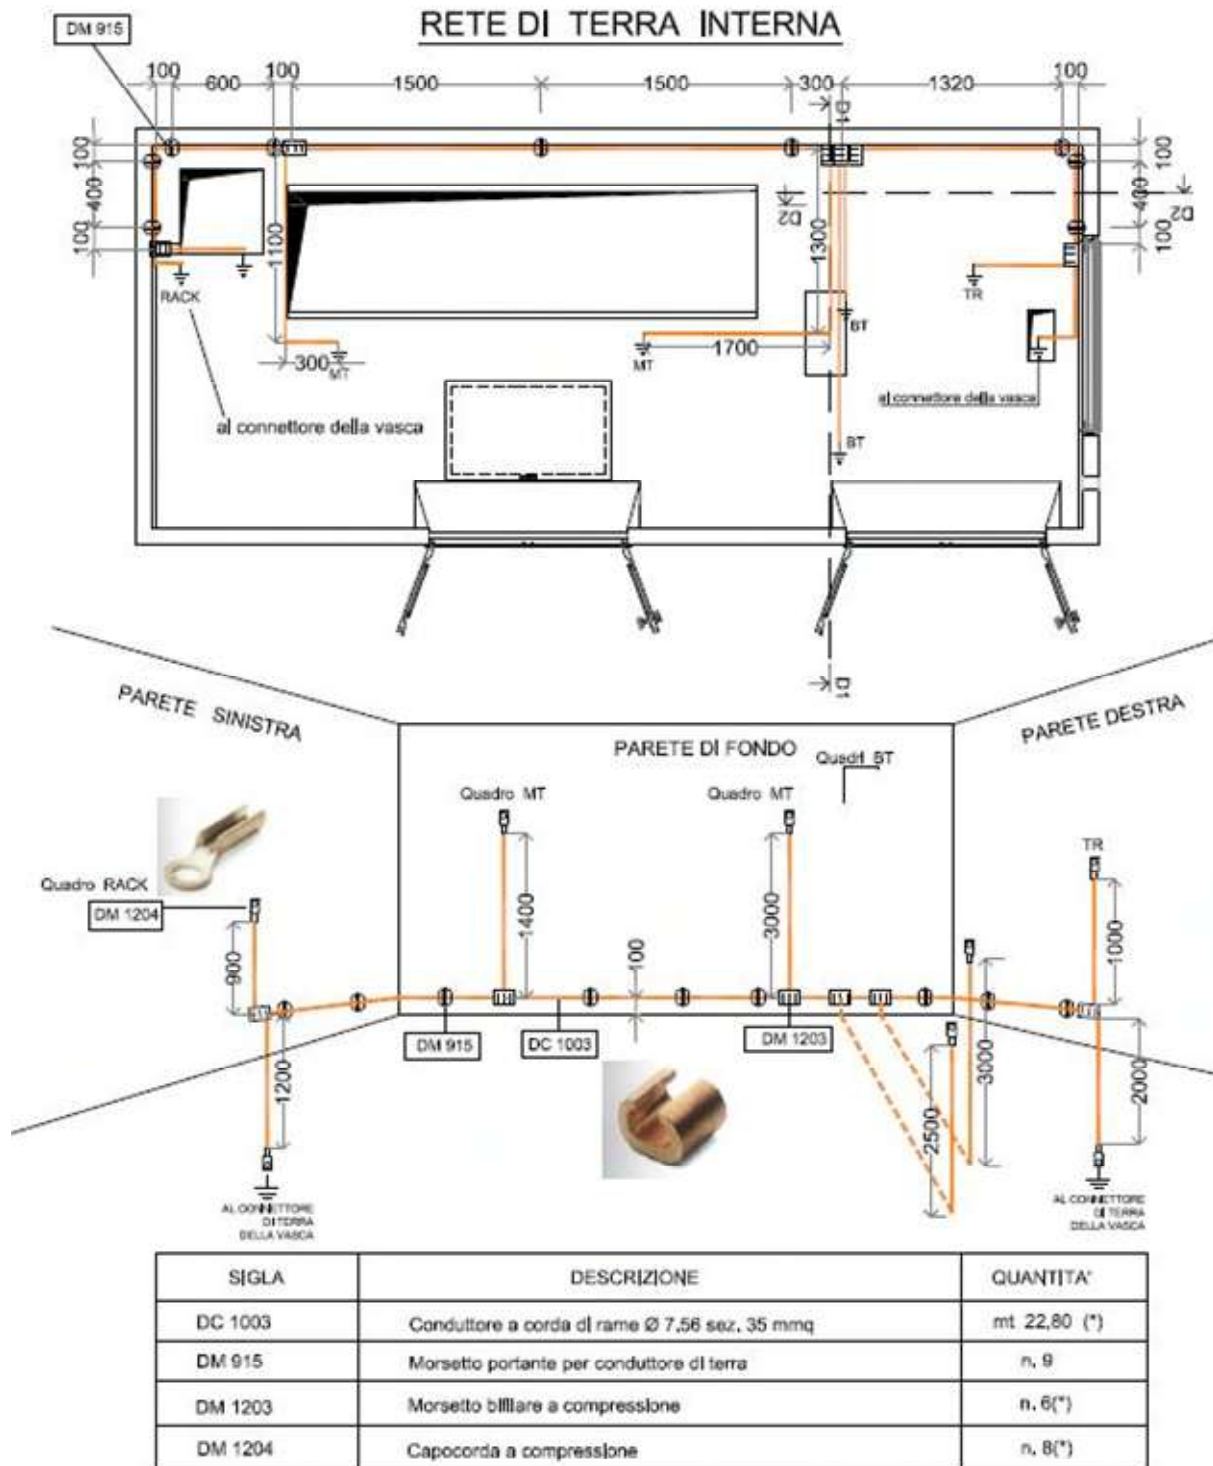 RETE DI TERRA INTERNA
DM 915
100
600
100
1500
1500
300
1320
100
D1
100
400
100
100
400
100
D2
D2
1100
1300
RACK
300
MT
MT
1700
BT
BT
TR
al connettore della vasca
al connettore della vasca
D1
PARETE SINISTRA
PARETE DI FONDO
PARETE DESTRA
Quadro MT
Quadro MT
Quadri BT
Quadro RACK
DM 1204
TR
900
1400
100
3000
1000
DM 915
DC 1003
DM 1203
1200
2500
3000
2000
AL CONNETTORE
DI TERRA
DELLA VASCA
AL CONNETTORE
DI TERRA
DELLA VASCA
SIGLA DESCRIZIONE QUANTITA'
DC 1003 Conduttore a corda di rame Ø 7,56 sez. 35 mmq mt 22,80 (*)
DM 915 Morsetto portante per conduttore di terra n. 9
DM 1203 Morsetto bifilare a compressione n. 6(*)
DM 1204 Capocorda a compressione n. 8(*)